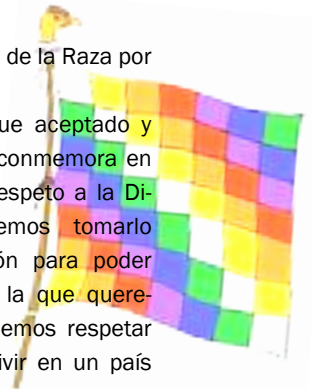 de la Raza por
ue aceptado y
conmemora en
espeto a la Di-
emos tomarlo
ón para poder
la que quere-
emos respetar
ivir en un país